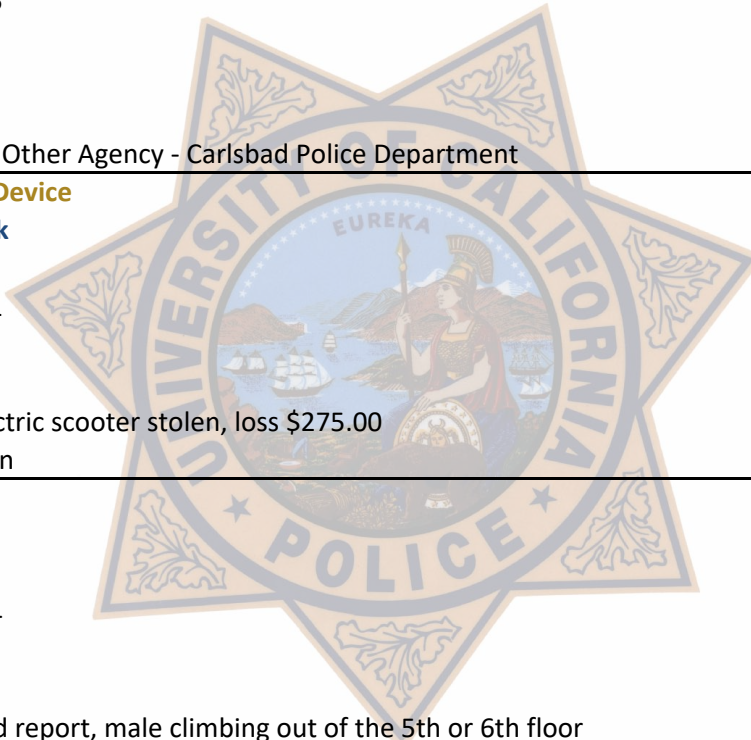 Other Agency - Carlsbad Police Department
Device
UNIVERSITY OF CALIFORNIA
EUREKA
ctric scooter stolen, loss $275.00
n
POLICE
d report, male climbing out of the 5th or 6th floor